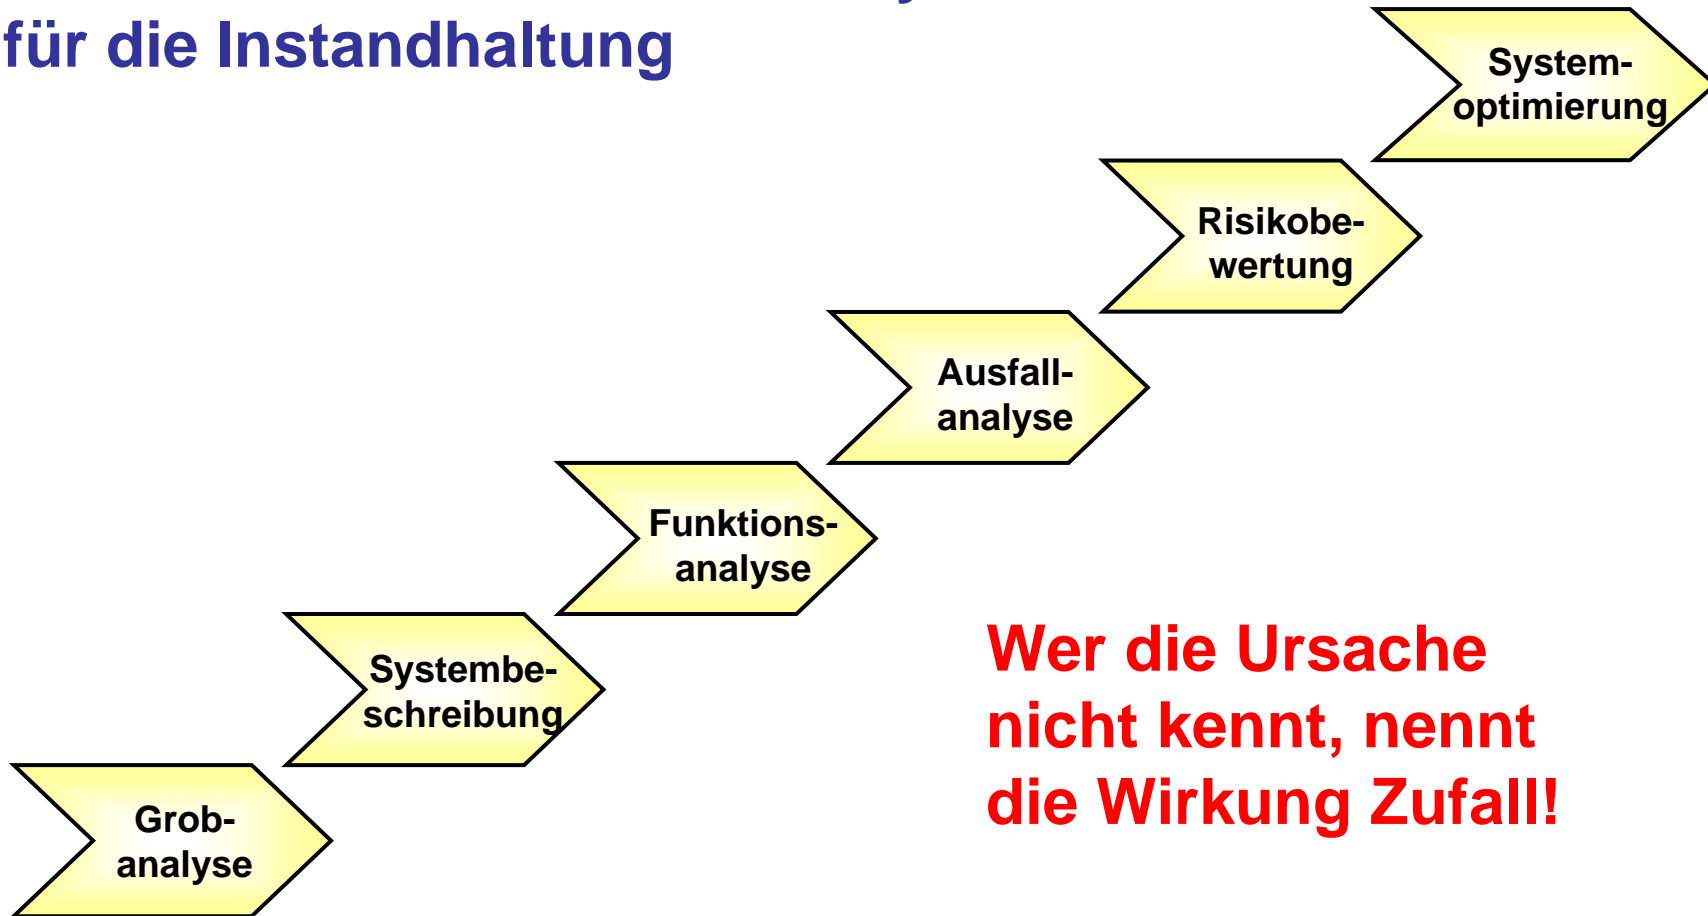 für die Instandhaltung
System-
optimierung
Risikobe-
wertung
Ausfall-
analyse
Funktions-
analyse
Systembe-
schreibung
Grob-
analyse
Wer die Ursache
nicht kennt, nennt
die Wirkung Zufall!